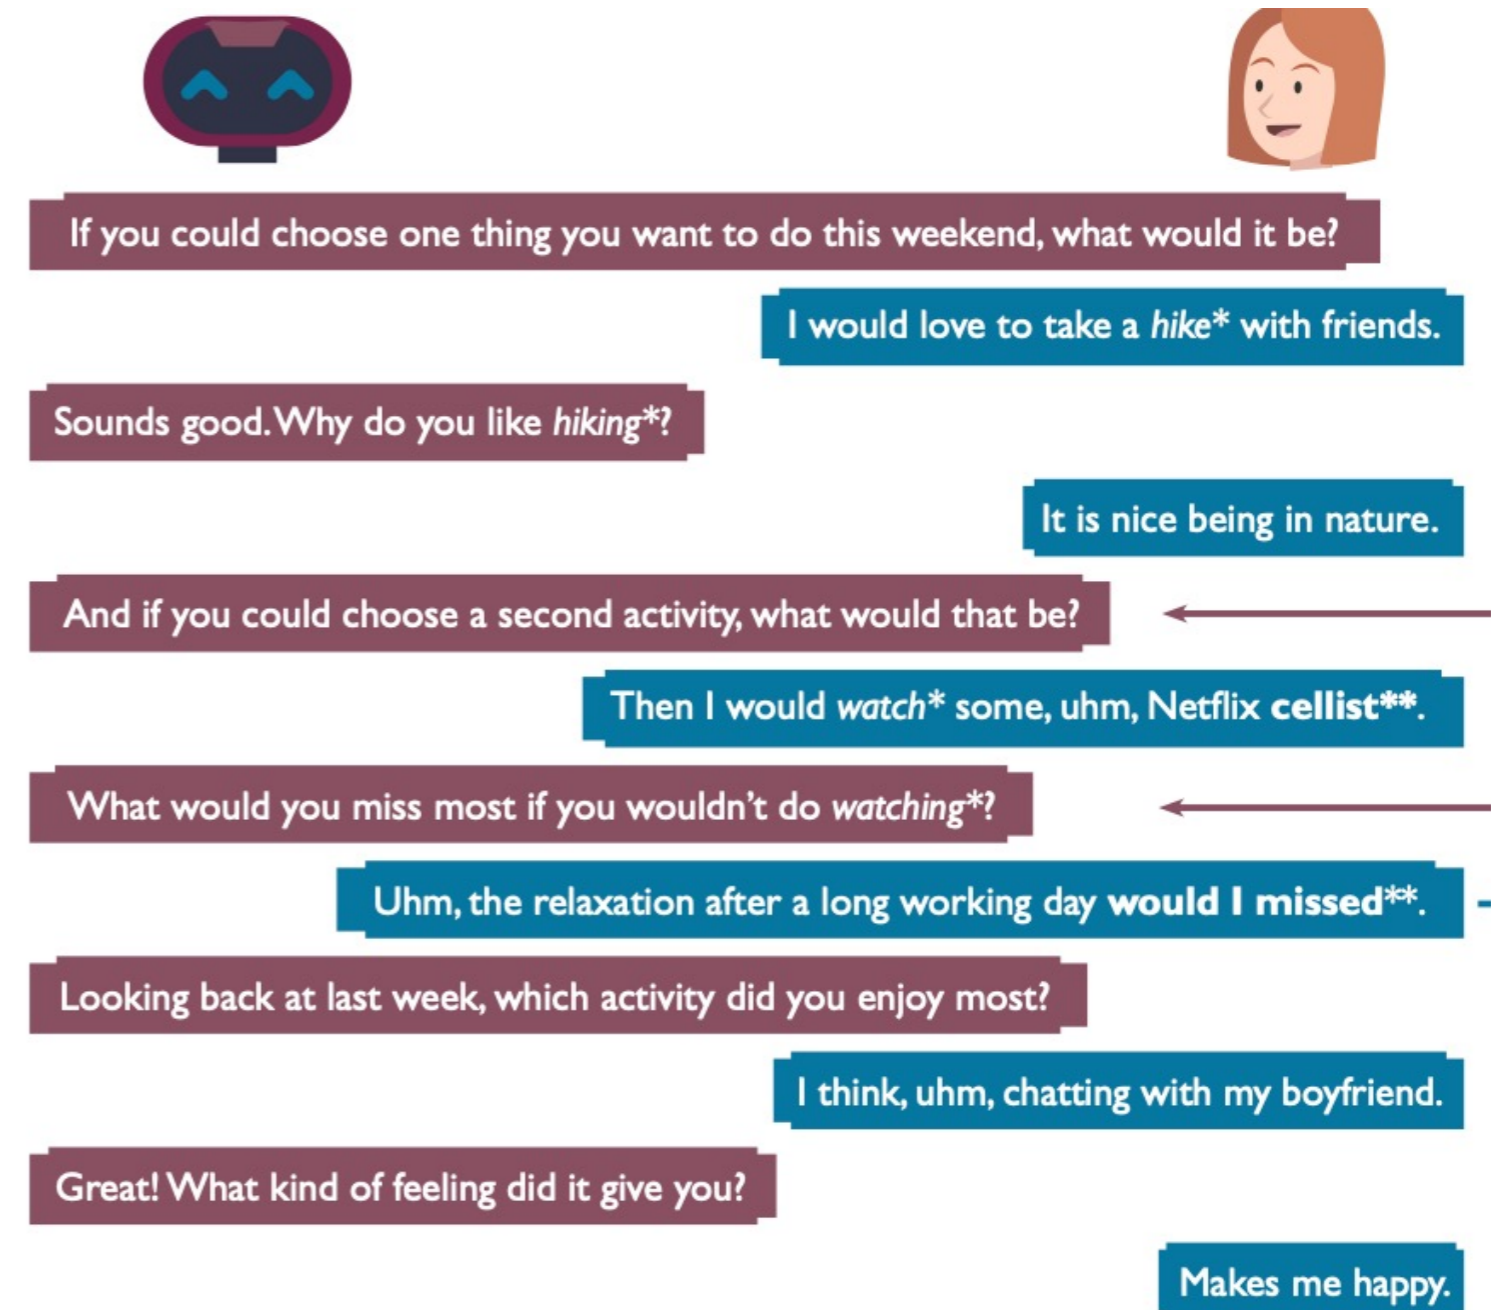 If you could choose one thing you want to do this weekend, what would it be?
I would love to take a hike* with friends.
Sounds good. Why do you like hiking*?
It is nice being in nature.
And if you could choose a second activity, what would that be?
Then I would watch* some, uhm, Netflix cellist**.
What would you miss most if you wouldn't do watching*?
Uhm, the relaxation after a long working day would I missed**.
Looking back at last week, which activity did you enjoy most?
I think, uhm, chatting with my boyfriend.
Great! What kind of feeling did it give you?
Makes me happy.